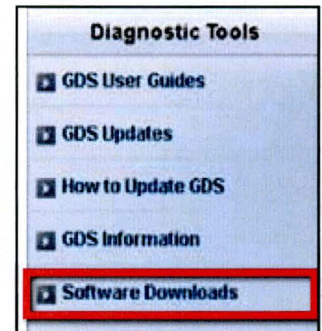 Diagnostic Tools
GDS User Guides
GDS Updates
How to Update GDS
GDS Information
Software Downloads